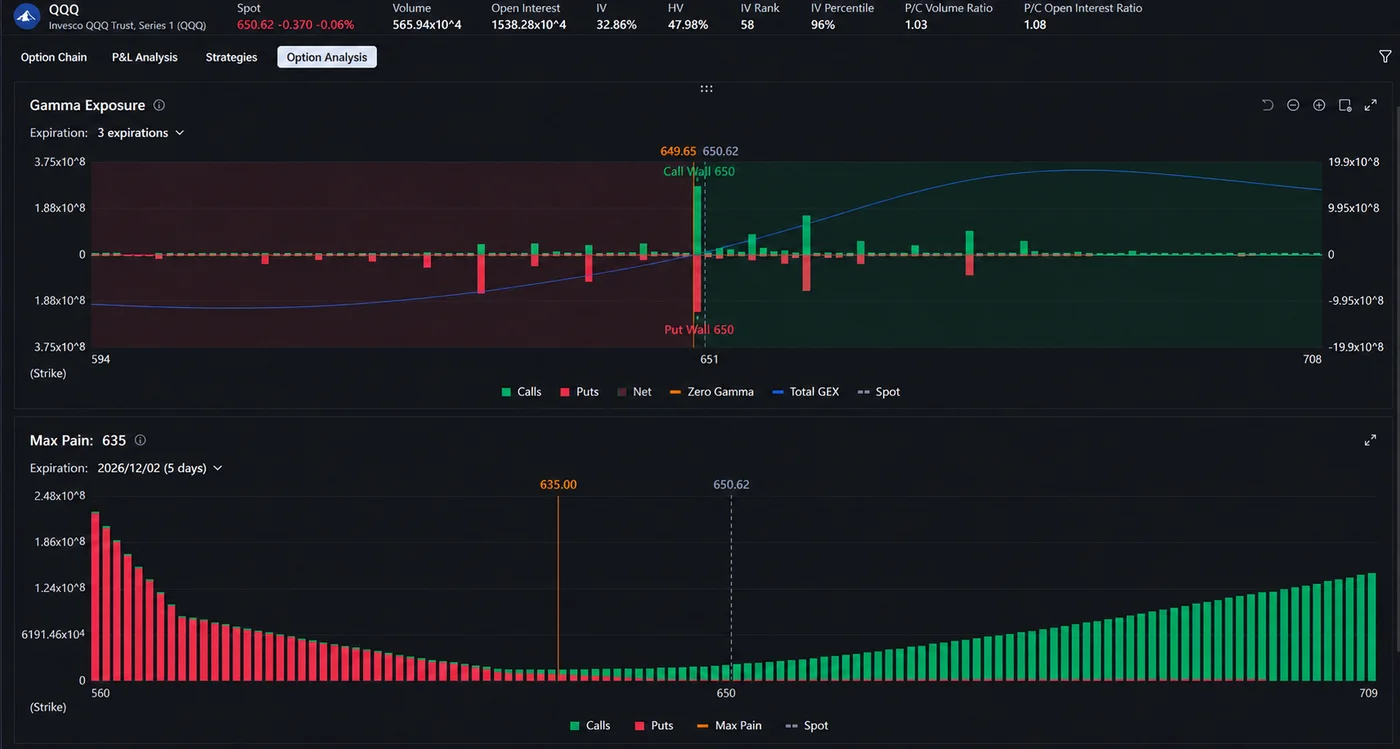 QQQ
Invesco QQQ Trust, Series 1 (QQQ)
Spot
650.62 -0.370 -0.06%
Volume
565.94x10^4
Open Interest
1538.28x10^4
IV
32.86%
HV
47.98%
IV Rank
58
IV Percentile
96%
P/C Volume Ratio
1.03
P/C Open Interest Ratio
1.08
Option Chain P&L Analysis Strategies Option Analysis
Gamma Exposure
Expiration: 3 expirations
649.65 650.62
Call Wall 650
3.75x10^8
1.88x10^8
0
1.88x10^8
3.75x10^8
19.9x10^8
9.95x10^8
0
-9.95x10^8
-19.9x10^8
Put Wall 650
594 651 708
(Strike)
Calls Puts Net Zero Gamma Total GEX Spot
Max Pain: 635
Expiration: 2026/12/02 (5 days)
635.00 650.62
2.48x10^8
1.86x10^8
1.24x10^8
6191.46x10^4
0
560 650 709
(Strike)
Calls Puts Max Pain Spot